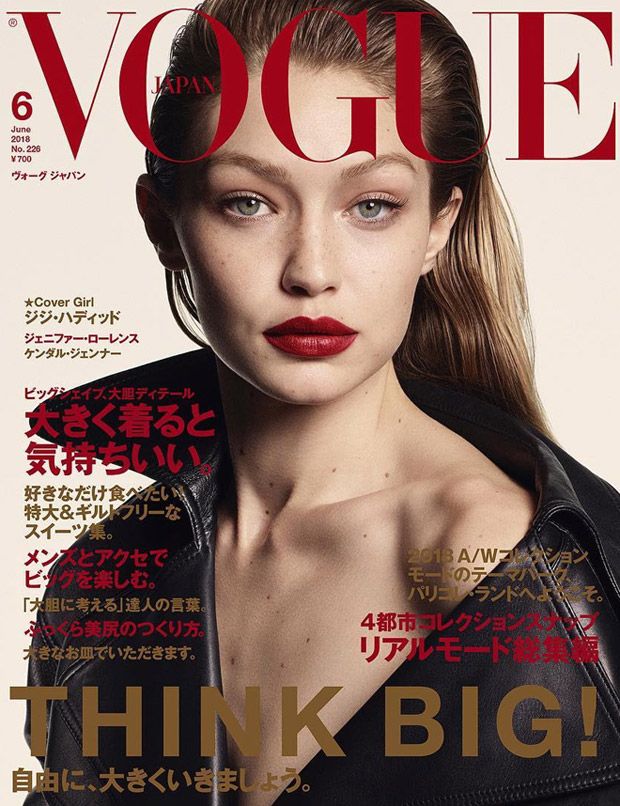 ®
VOGUE
JAPAN
6
June
2018
No. 226
¥700
ヴォーグ ジャパン
★Cover Girl
ジジ・ハディッド
ジェニファー・ローレンス
ケンダル・ジェンナー
ビッグシェイプ、大胆ディテール
大きく着ると
気持ちいい。
好きなだけ食べたい!
特大&ギルトフリーな
スイーツ集。
メンズとアクセで
ビッグを楽しむ。
「大胆に考える」達人の言葉。
ぷっくら美尻のつくり方。
大きなお皿でいただきます。
2018 A/Wコレクション
モードのテーマパーク、
パリコレ・ランドへようこそ。
4都市コレクションスナップ
リアルモード総集編
THINK BIG!
自由に、大きくいきましょう。